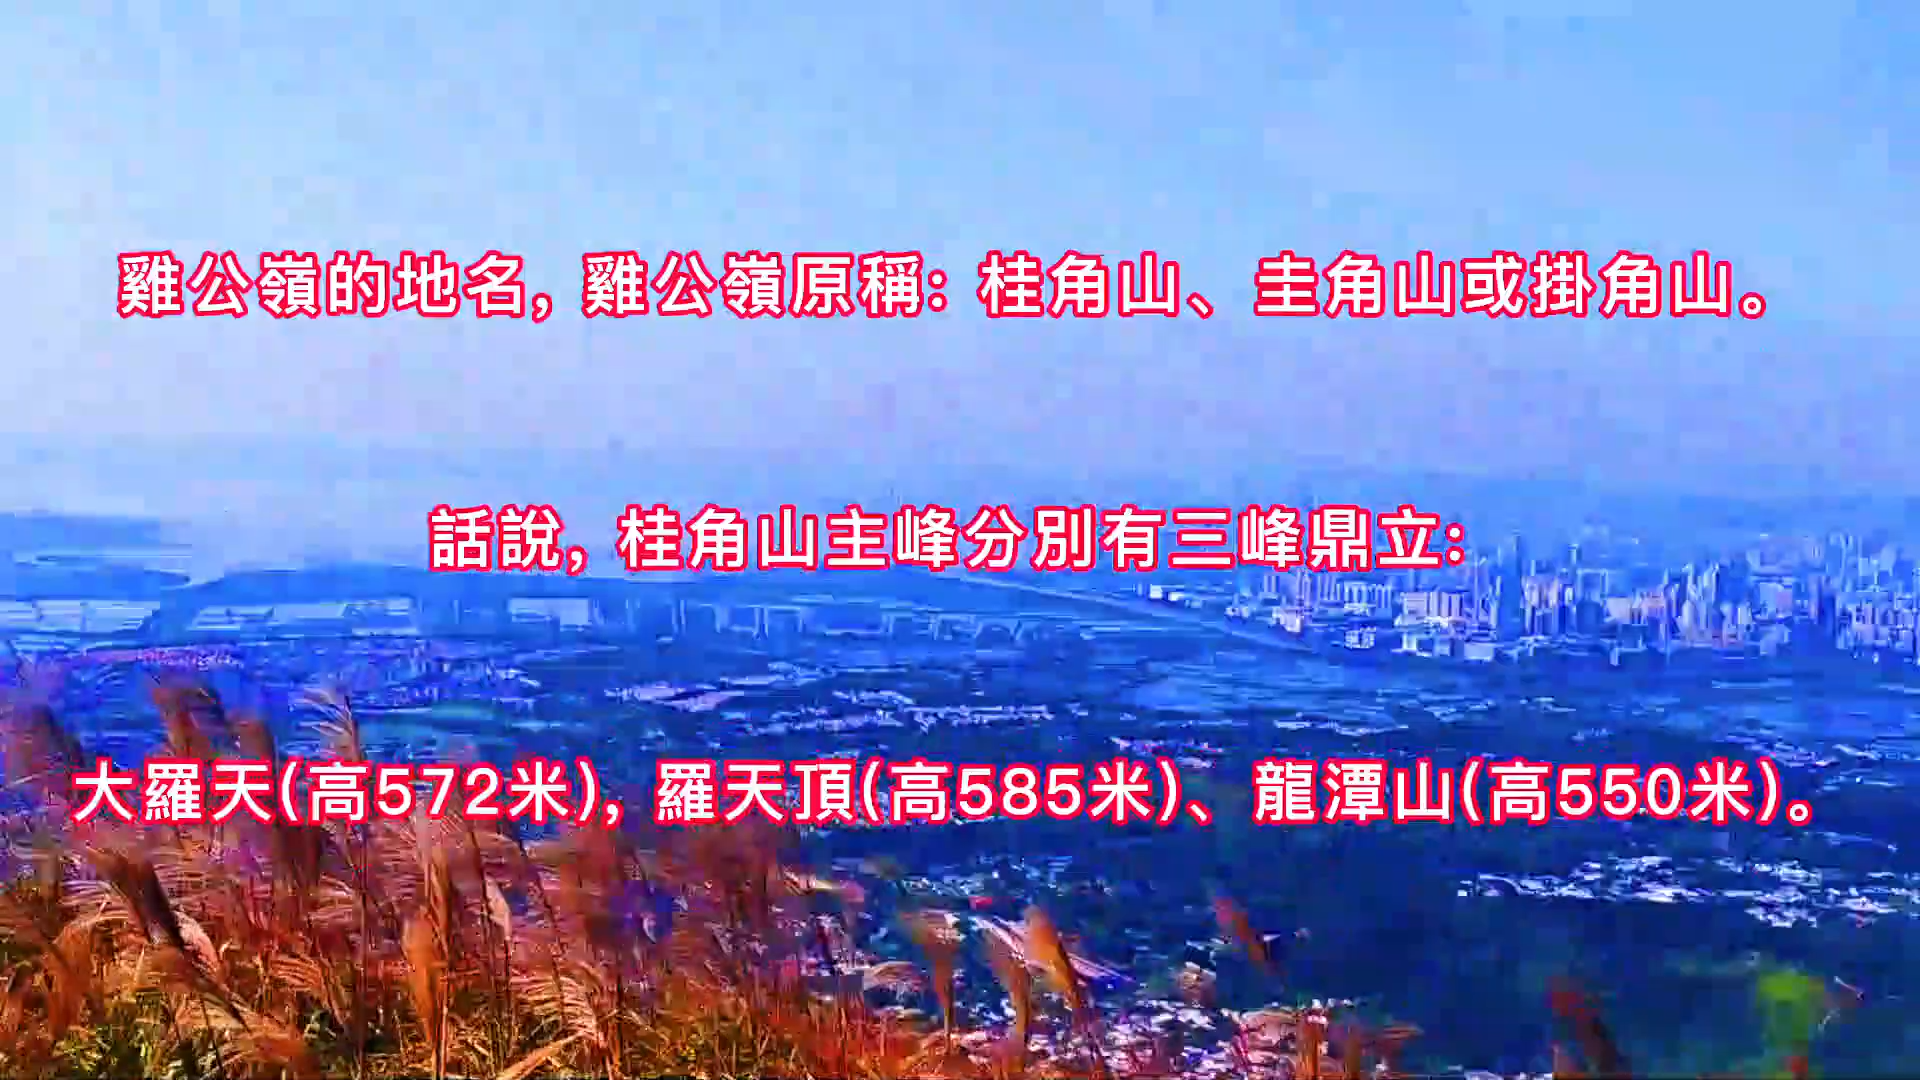 雞公嶺的地名, 雞公嶺原稱: 桂角山、圭角山或掛角山。
話說, 桂角山主峰分別有三峰鼎立:
大羅天(高572米), 羅天頂(高585米)、龍潭山(高550米)。